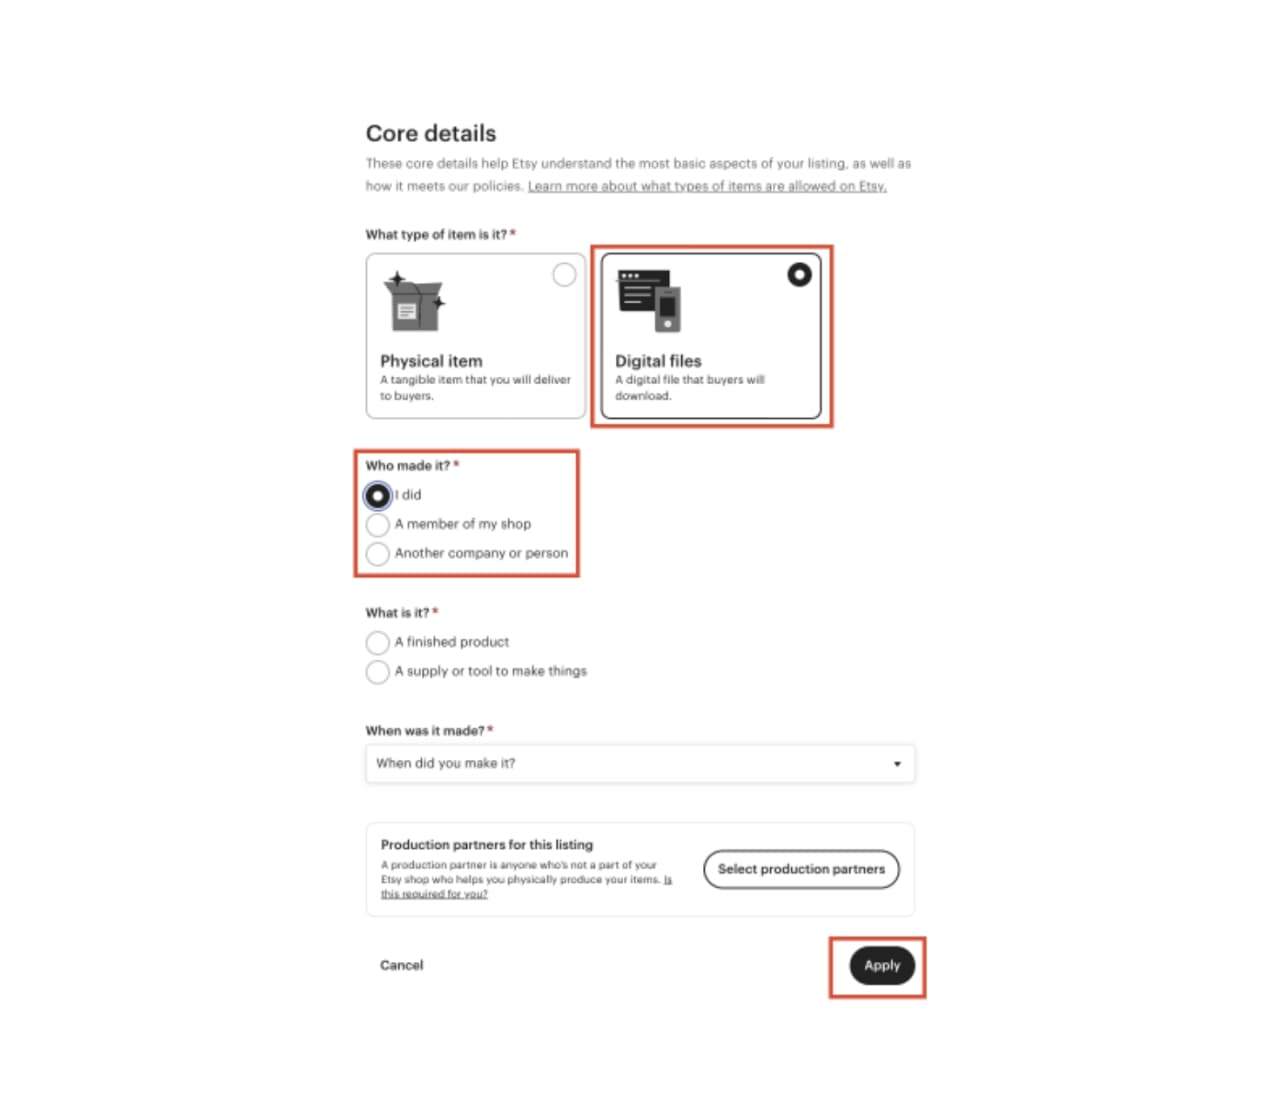 Core details
These core details help Etsy understand the most basic aspects of your listing, as well as
how it meets our policies. Learn more about what types of items are allowed on Etsy.
What type of item is it? *
Physical item
A tangible item that you will deliver
to buyers.
Digital files
A digital file that buyers will
download.
Who made it? *
I did
A member of my shop
Another company or person
What is it? *
A finished product
A supply or tool to make things
When was it made? *
When did you make it?
Production partners for this listing
A production partner is anyone who's not a part of your
Etsy shop who helps you physically produce your items. Is
this required for you?
Select production partners
Cancel
Apply